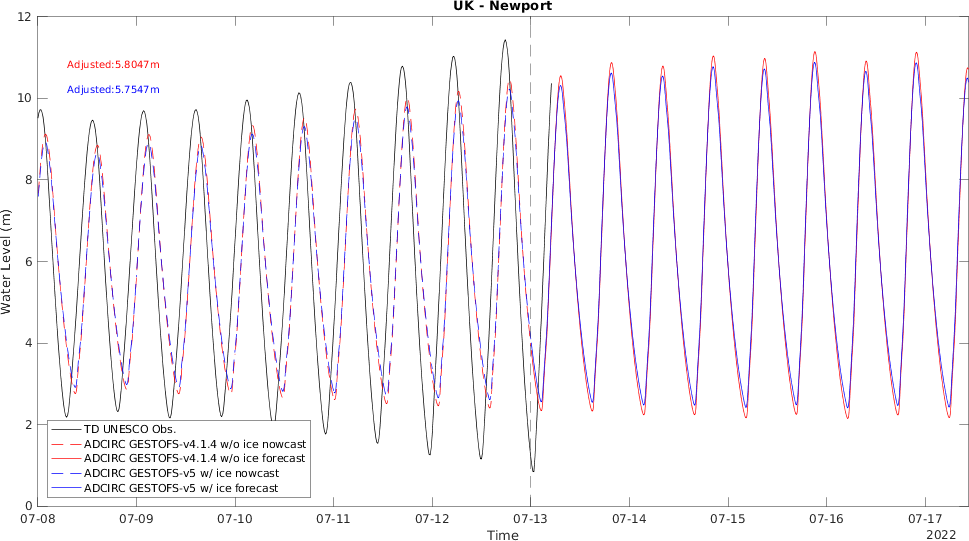 UK - Newport
12
10
8
6
4
2
0
Water Level (m)
Adjusted:5.8047m
Adjusted:5.7547m
TD UNESCO Obs.
ADCIRC GESTOFS-v4.1.4 w/o ice nowcast
ADCIRC GESTOFS-v4.1.4 w/o ice forecast
ADCIRC GESTOFS-v5 w/ ice nowcast
ADCIRC GESTOFS-v5 w/ ice forecast
07-08 07-09 07-10 07-11 07-12 07-13 07-14 07-15 07-16 07-17
Time
2022